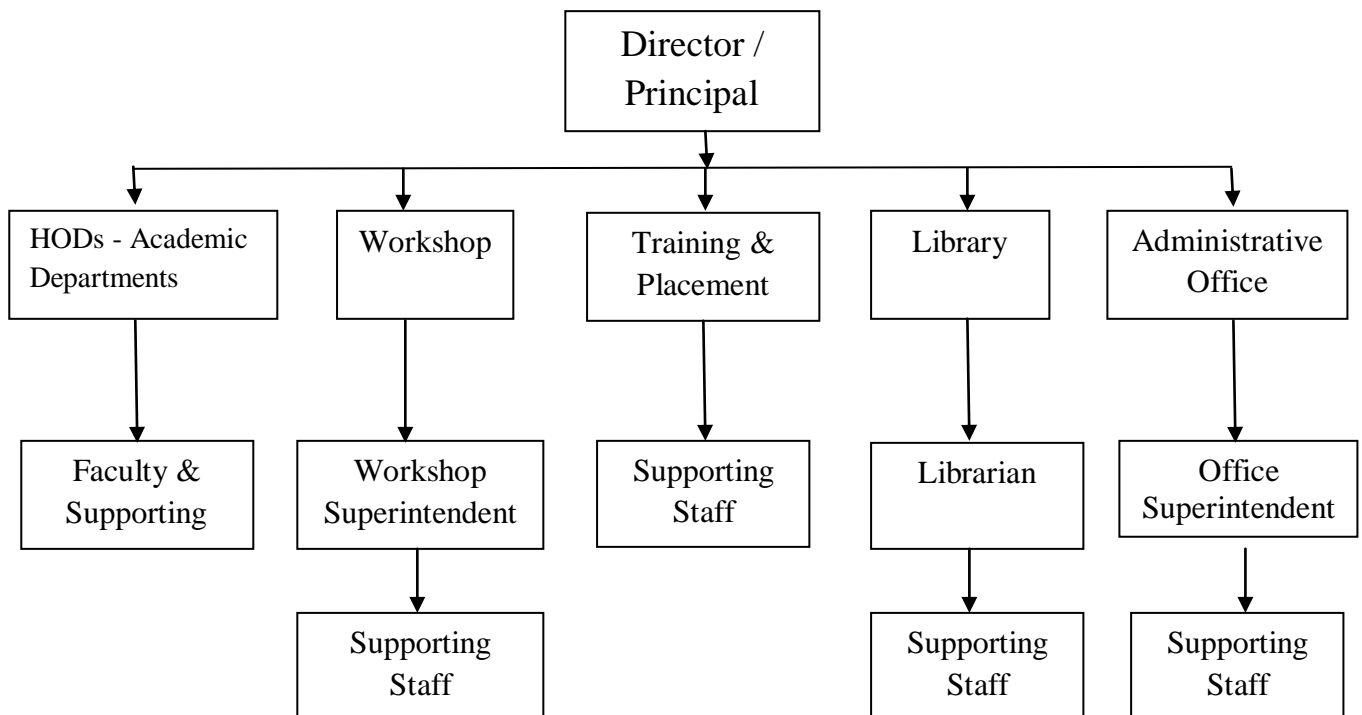 Director /
Principal
HODs - Academic
Departments
Workshop
Training &
Placement
Library
Administrative
Office
Faculty &
Supporting
Workshop
Superintendent
Supporting
Staff
Librarian
Office
Superintendent
Supporting
Staff
Supporting
Staff
Supporting
Staff